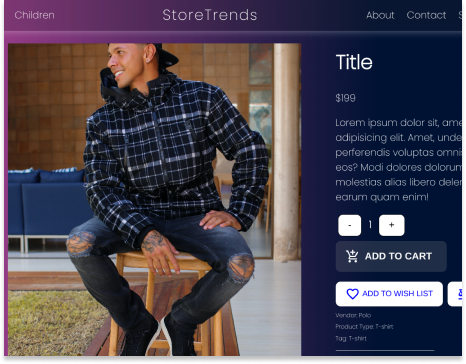 Children StoreTrends About Contact S
Title
$199
Lorem ipsum dolor sit, ame
adipisicing elit. Amet, unde
perferendis voluptas omnis
eos? Modi dolores dolorum
molestias alias libero delen
earum quam enim!
- 1 +
ADD TO CART
ADD TO WISH LIST
Vendor: Polo
Product Type: T-shirt
Tag: T-shirt